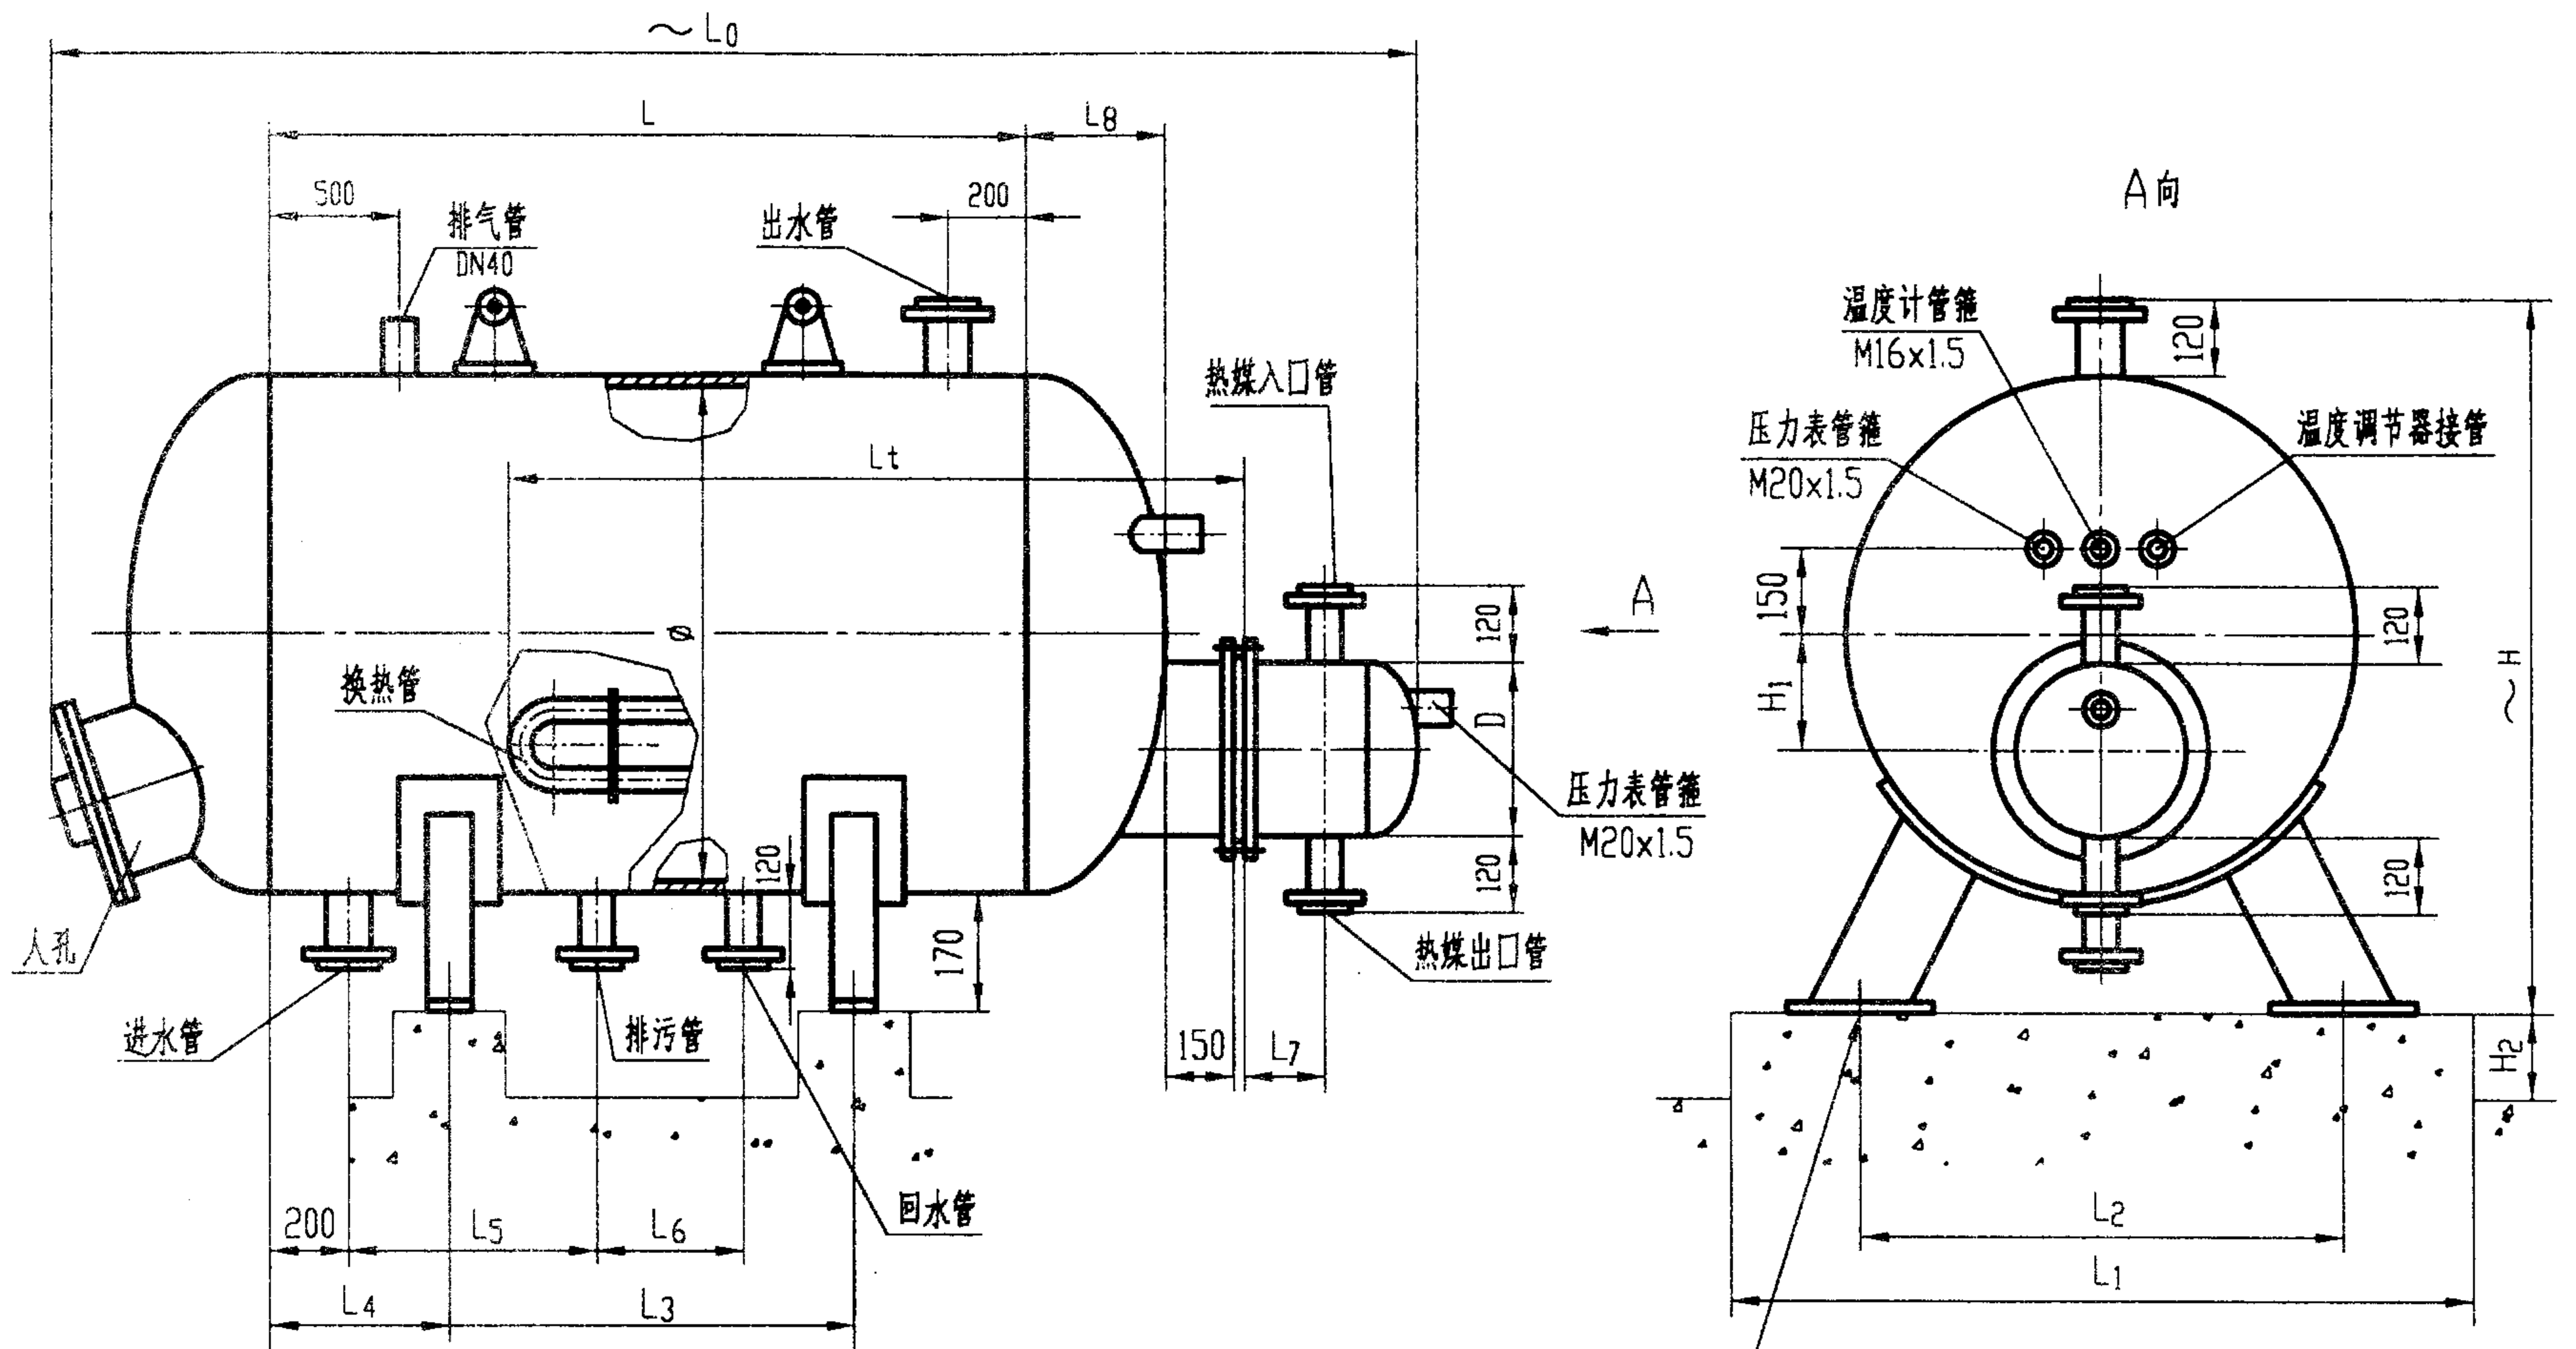 ~L0
L
L8
500
排气管
DN40
出水管
200
A向
温度计管箍
M16x1.5
120
热媒入口管
压力表管箍
M20x1.5
温度调节器接管
Lt
150
120
A
120
~H
ø
换热管
H1
D
压力表管箍
M20x1.5
120
120
120
人孔
170
热媒出口管
进水管
排污管
150
L7
H2
回水管
200
L5
L6
L2
L4
L3
L1